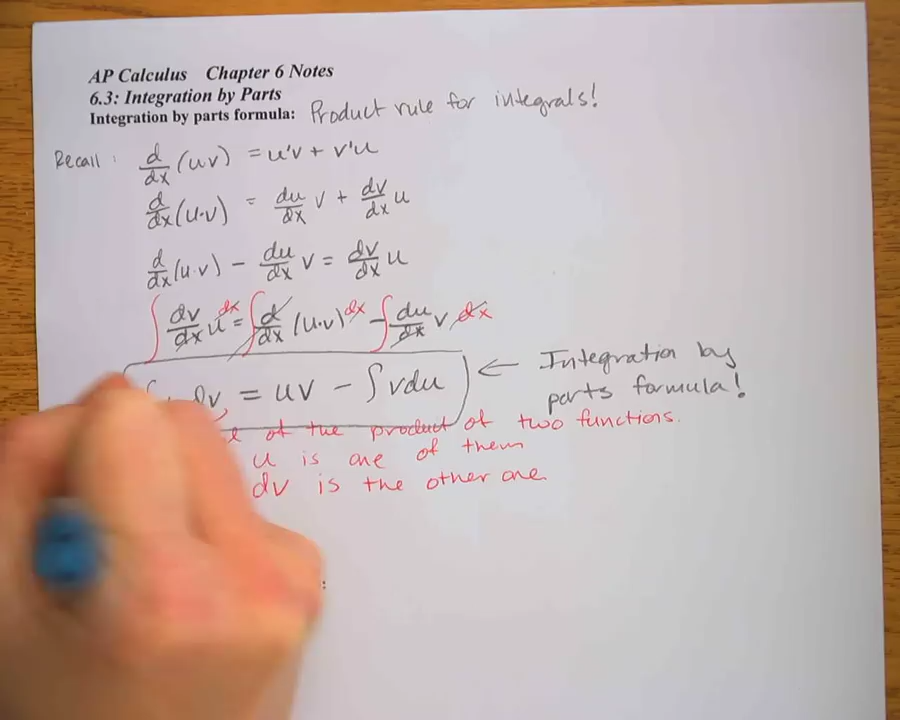 AP Calculus Chapter 6 Notes
6.3: Integration by Parts
Integration by parts formula: Product rule for integrals!
Recall: d/dx (uv) = u'v + v'u
d/dx (u·v) = du/dx v + dv/dx u
d/dx (u·v) - du/dx v = dv/dx u
∫ dv/dx u dx = ∫ d/dx (u·v) dx - ∫ du/dx v dx
dv = uv - ∫ v du ← Integration by
parts formula!
of the product of two functions.
u is one of them
dv is the other one.
: